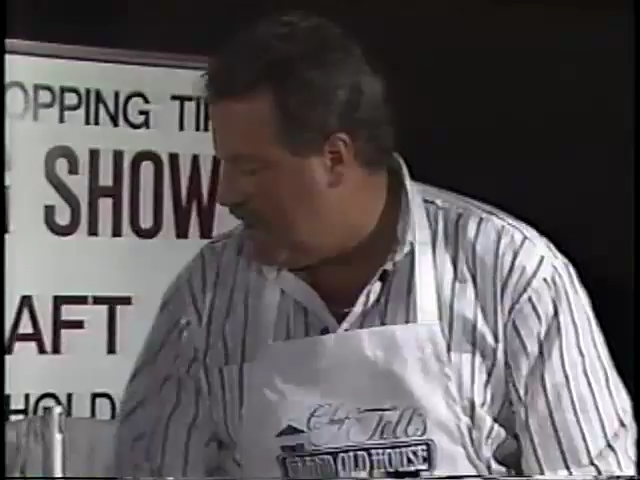 OPPING TI
SHOW
AFT
HOLD
Chef Tell's
OLD HOUSE